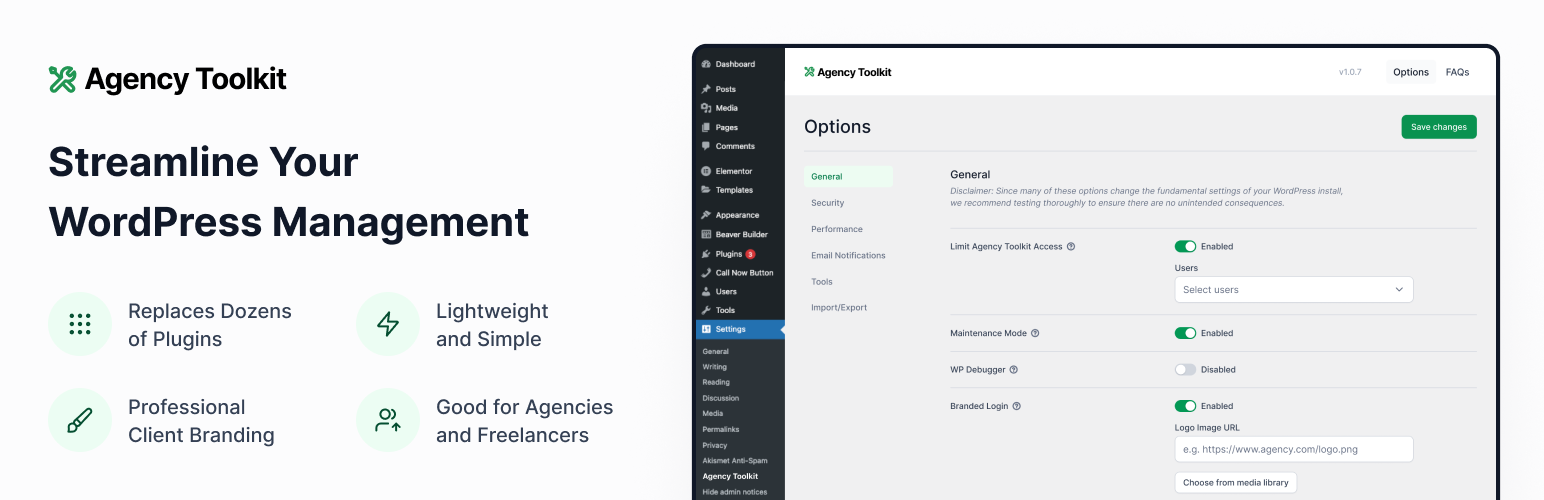 Agency Toolkit
Streamline Your
WordPress Management
Replaces Dozens
of Plugins
Lightweight
and Simple
Professional
Client Branding
Good for Agencies
and Freelancers
Dashboard
Posts
Media
Pages
Comments
Elementor
Templates
Appearance
Beaver Builder
Plugins 3
Call Now Button
Users
Tools
Settings
General
Writing
Reading
Discussion
Media
Permalinks
Privacy
Akismet Anti-Spam
Agency Toolkit
Hide admin notices
Agency Toolkit
v1.0.7
Options
FAQs
Options
Save changes
General
Security
Performance
Email Notifications
Tools
Import/Export
General
Disclaimer: Since many of these options change the fundamental settings of your WordPress install,
we recommend testing thoroughly to ensure there are no unintended consequences.
Limit Agency Toolkit Access
Enabled
Users
Select users
Maintenance Mode
Enabled
WP Debugger
Disabled
Branded Login
Enabled
Logo Image URL
e.g. https://www.agency.com/logo.png
Choose from media library